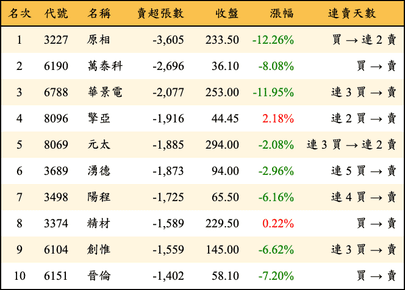 名次 代號 名稱 賣超張數 收盤 漲幅 連賣天數
1 3227 原相 -3,605 233.50 -12.26% 買 → 連 2 賣
2 6190 萬泰科 -2,696 36.10 -8.08% 買 → 賣
3 6788 華景電 -2,077 253.00 -11.95% 連 3 買 → 賣
4 8096 擎亞 -1,916 44.45 2.18% 連 2 買 → 賣
5 8069 元太 -1,885 294.00 -2.08% 連 3 買 → 連 2 賣
6 3689 湧德 -1,873 94.00 -2.96% 連 5 買 → 賣
7 3498 陽程 -1,725 65.50 -6.16% 連 4 買 → 賣
8 3374 精材 -1,589 229.50 0.22% 買 → 賣
9 6104 創惟 -1,559 145.00 -6.62% 連 3 買 → 賣
10 6151 晉倫 -1,402 58.10 -7.20% 買 → 賣